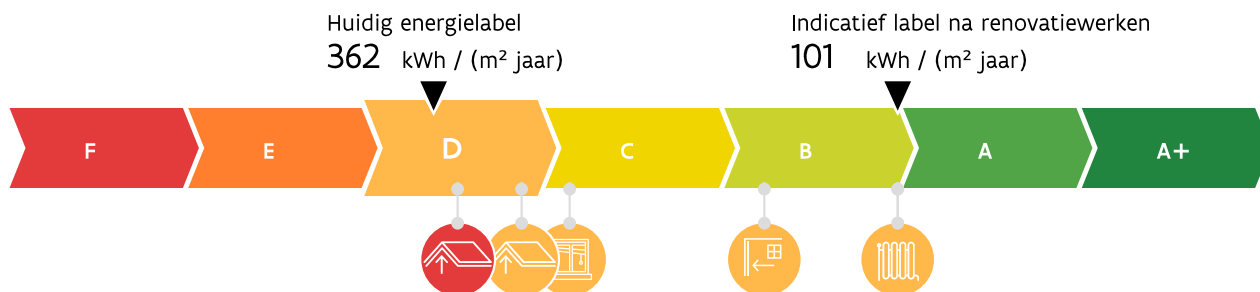 Huidig energielabel
362 kWh / (m² jaar)
Indicatief label na renovatiewerken
101 kWh / (m² jaar)
F E D C B A A+